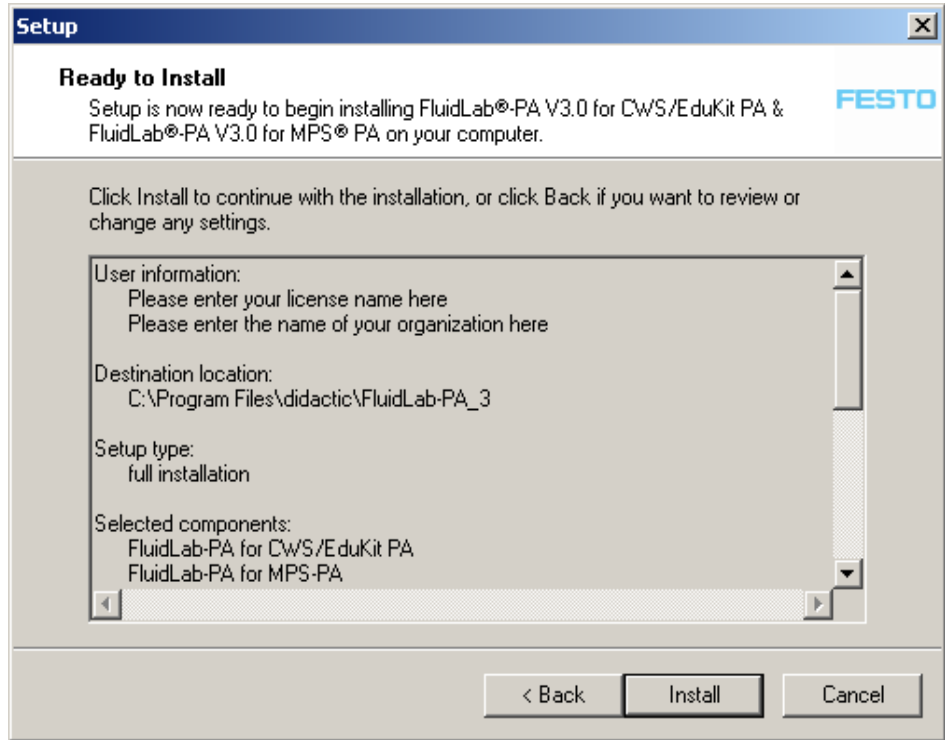 Setup
Ready to Install
Setup is now ready to begin installing FluidLab®-PA V3.0 for CWS/EduKit PA &
FluidLab®-PA V3.0 for MPS® PA on your computer.
FESTO
Click Install to continue with the installation, or click Back if you want to review or
change any settings.
User information:
Please enter your license name here
Please enter the name of your organization here
Destination location:
C:\Program Files\didactic\FluidLab-PA_3
Setup type:
full installation
Selected components:
FluidLab-PA for CWS/EduKit PA
FluidLab-PA for MPS-PA
< Back
Install
Cancel